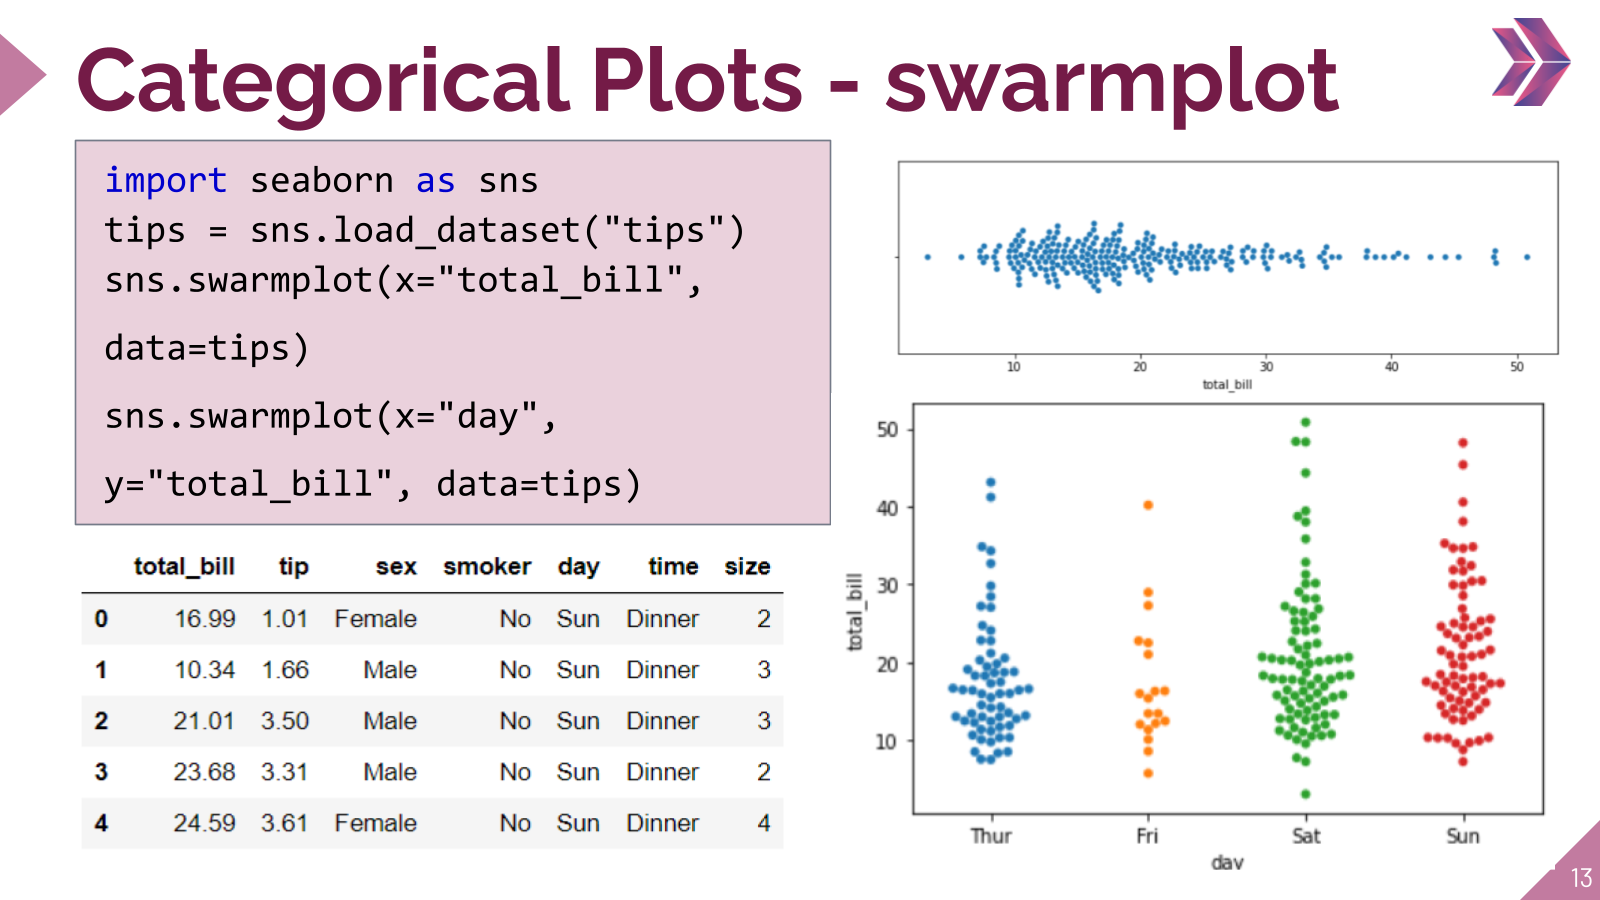 Categorical Plots - swarmplot
import seaborn as sns
tips = sns.load_dataset("tips")
sns.swarmplot(x="total_bill",
data=tips)
sns.swarmplot(x="day",
y="total_bill", data=tips)
total_bill tip sex smoker day time size
0 16.99 1.01 Female No Sun Dinner 2
1 10.34 1.66 Male No Sun Dinner 3
2 21.01 3.50 Male No Sun Dinner 3
3 23.68 3.31 Male No Sun Dinner 2
4 24.59 3.61 Female No Sun Dinner 4
10 20 30 40 50
total_bill
50
40
30
20
10
total_bill
Thur Fri Sat Sun
day
13